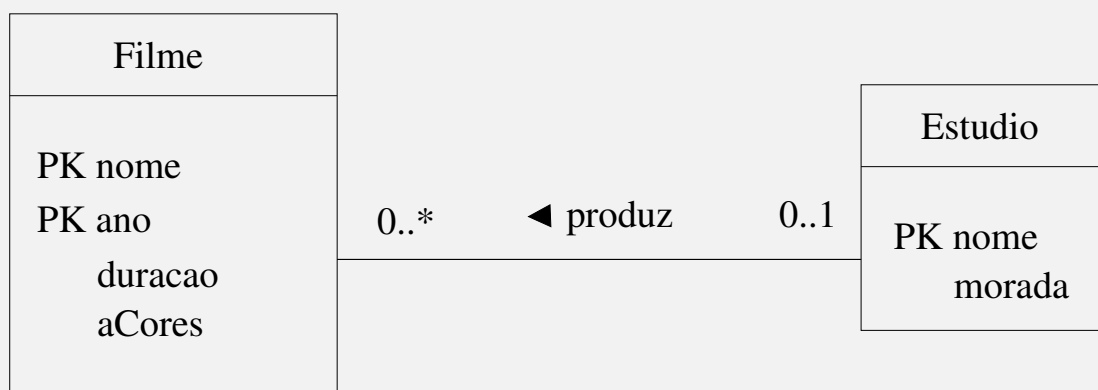 Filme
PK nome
PK ano
duracao
aCores
0..*
◄ produz
0..1
Estudio
PK nome
morada